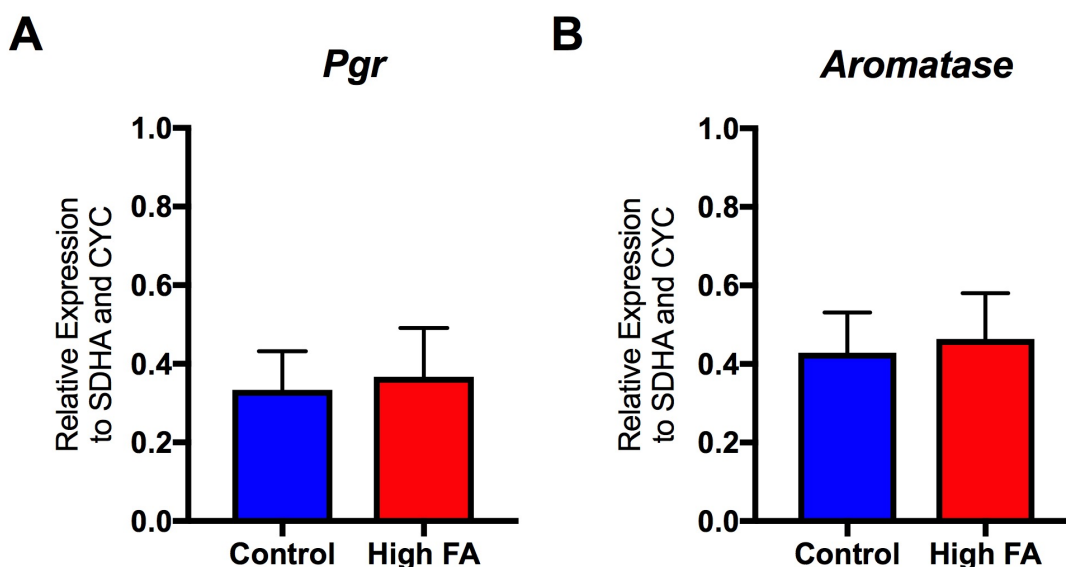 A
Pgr
Relative Expression
to SDHA and CYC
1.0
0.8
0.6
0.4
0.2
0.0
Control High FA
B
Aromatase
Relative Expression
to SDHA and CYC
1.0
0.8
0.6
0.4
0.2
0.0
Control High FA